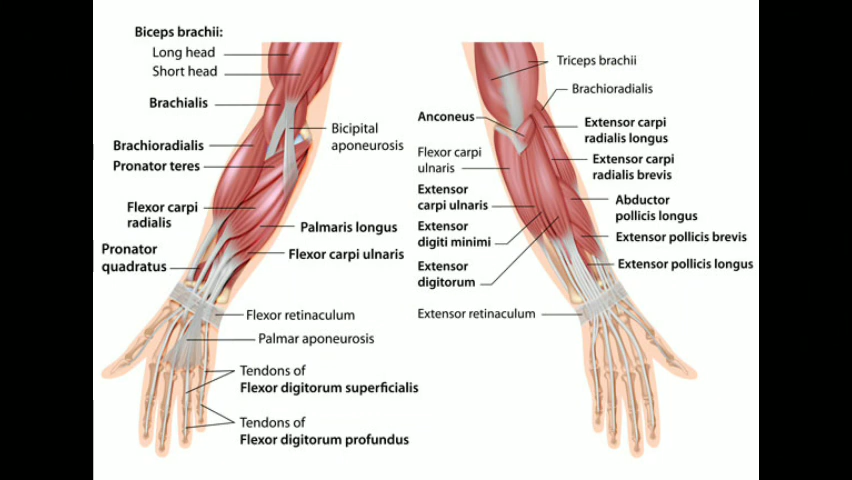 Biceps brachii:
Long head
Short head
Brachialis
Bicipital
aponeurosis
Brachioradialis
Pronator teres
Flexor carpi
radialis
Palmaris longus
Pronator
quadratus
Flexor carpi ulnaris
Flexor retinaculum
Palmar aponeurosis
Tendons of
Flexor digitorum superficialis
Tendons of
Flexor digitorum profundus
Triceps brachii
Brachioradialis
Anconeus
Extensor carpi
radialis longus
Flexor carpi
ulnaris
Extensor carpi
radialis brevis
Extensor
carpi ulnaris
Abductor
pollicis longus
Extensor
digiti minimi
Extensor pollicis brevis
Extensor
digitorum
Extensor pollicis longus
Extensor retinaculum